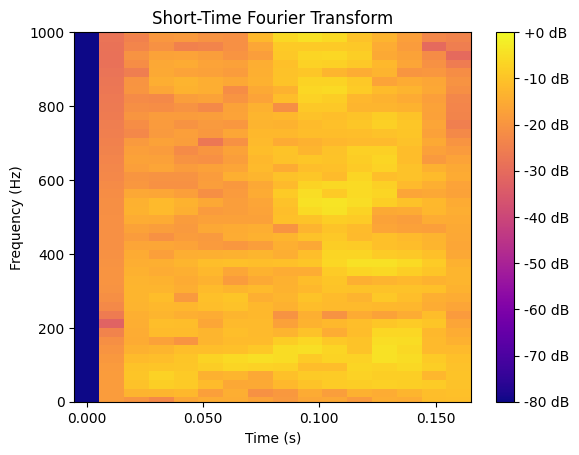 Short-Time Fourier Transform
1000
800
600
400
200
0
Frequency (Hz)
0.000
0.050
0.100
0.150
Time (s)
+0 dB
-10 dB
-20 dB
-30 dB
-40 dB
-50 dB
-60 dB
-70 dB
-80 dB